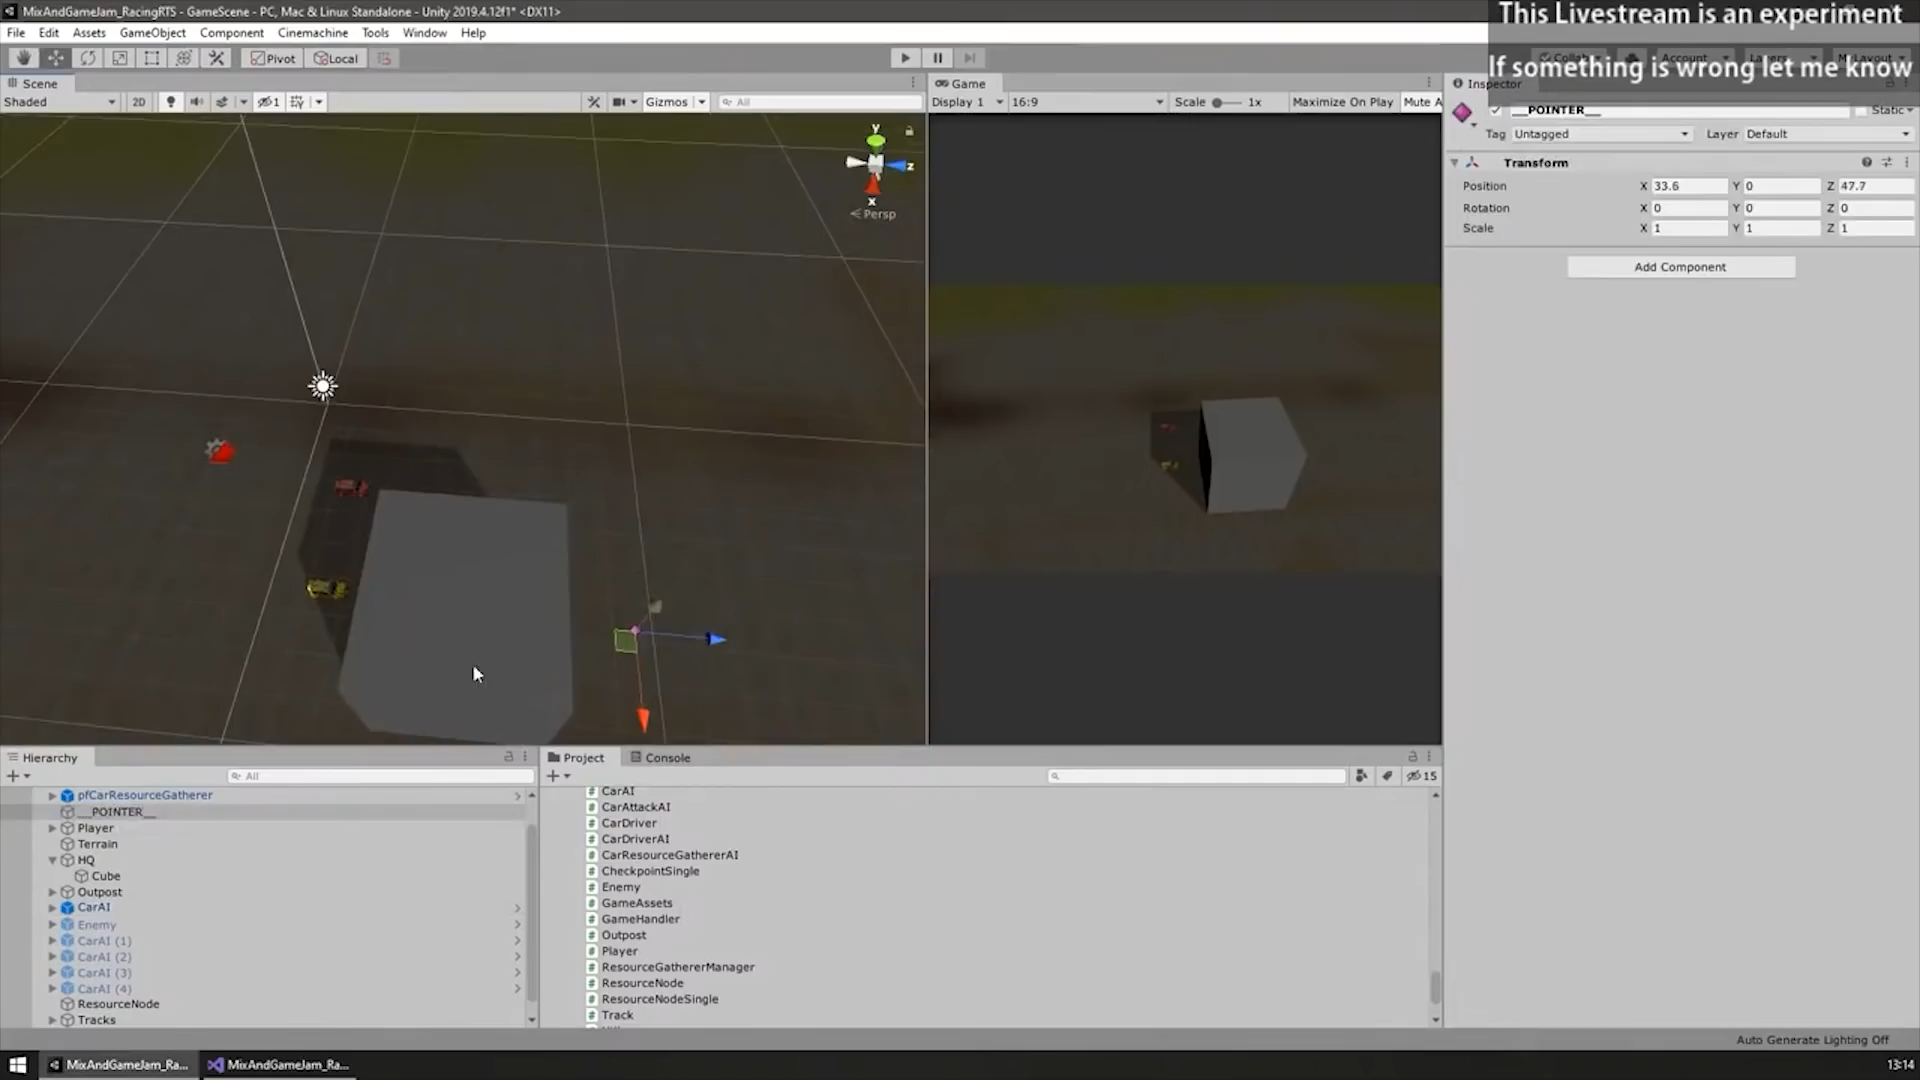 MixAndGameJam_RacingRTS - GameScene - PC, Mac & Linux Standalone - Unity 2019.4.12f1* <DX11>
This Livestream is an experiment
If something is wrong let me know
File Edit Assets GameObject Component Cinemachine Tools Window Help
Pivot Local
Collab Account Layers Layout
Scene
Game
Inspector
Shaded 2D 1 Gizmos All
Display 1 16:9 Scale 1x Maximize On Play Mute A
__POINTER__ Static
Tag Untagged Layer Default
Transform
Position X 33.6 Y 0 Z 47.7
Rotation X 0 Y 0 Z 0
Scale X 1 Y 1 Z 1
Add Component
y
z
x
Persp
Hierarchy
All
pfCarResourceGatherer
__POINTER__
Player
Terrain
HQ
Cube
Outpost
CarAI
Enemy
CarAI (1)
CarAI (2)
CarAI (3)
CarAI (4)
ResourceNode
Tracks
Project Console
15
CarAI
CarAttackAI
CarDriver
CarDriverAI
CarResourceGathererAI
CheckpointSingle
Enemy
GameAssets
GameHandler
Outpost
Player
ResourceGathererManager
ResourceNode
ResourceNodeSingle
Track
Auto Generate Lighting Off
MixAndGameJam_Ra...
MixAndGameJam_Ra...
13:14